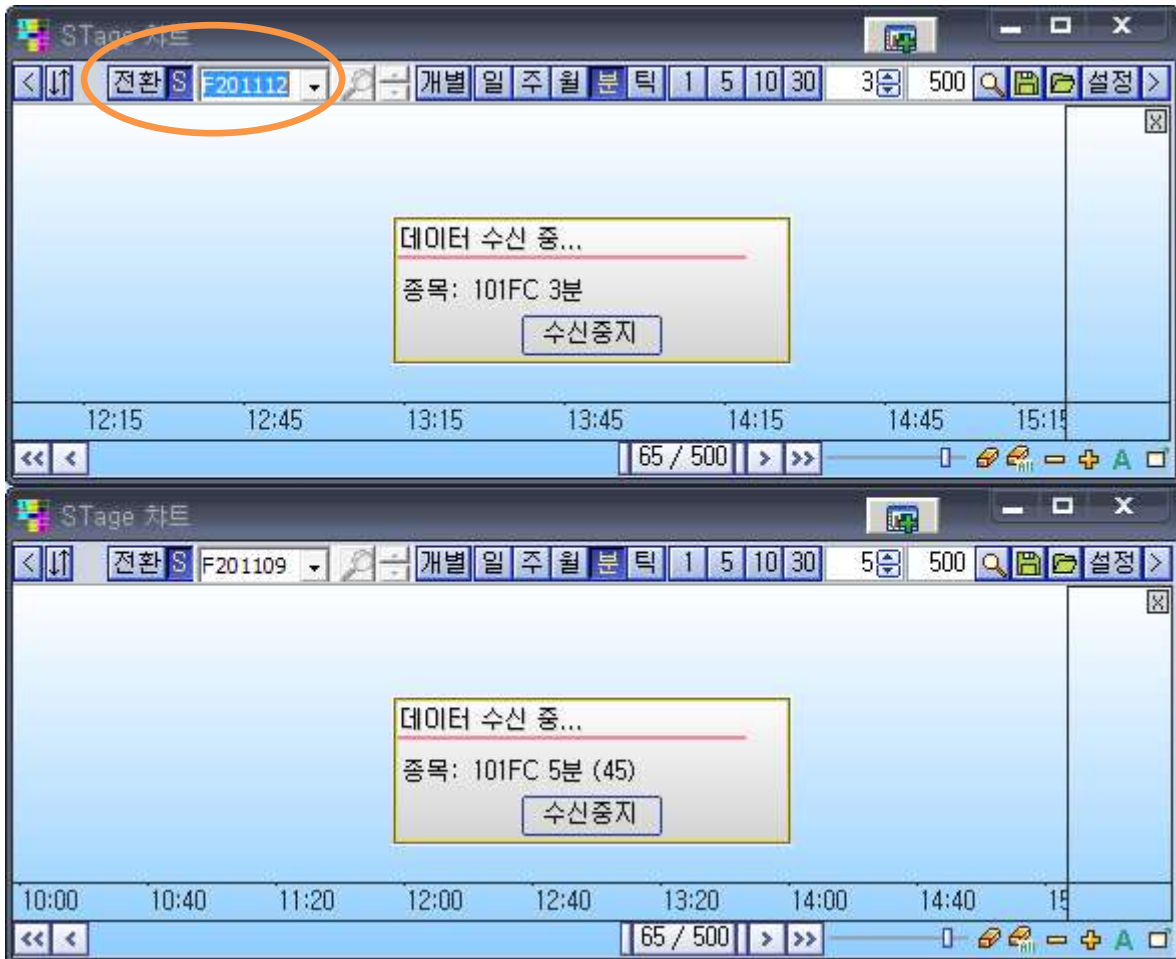 STage 차트
< 전환 S F201112 개별 일 주 월 분 틱 1 5 10 30 3 500 설정 >
X
데이터 수신 중...
종목: 101FC 3분
수신중지
12:15 12:45 13:15 13:45 14:15 14:45 15:15
<< < 65 / 500 > >> All A
STage 차트
< 전환 S F201109 개별 일 주 월 분 틱 1 5 10 30 5 500 설정 >
X
데이터 수신 중...
종목: 101FC 5분 (45)
수신중지
10:00 10:40 11:20 12:00 12:40 13:20 14:00 14:40 15
<< < 65 / 500 > >> All A